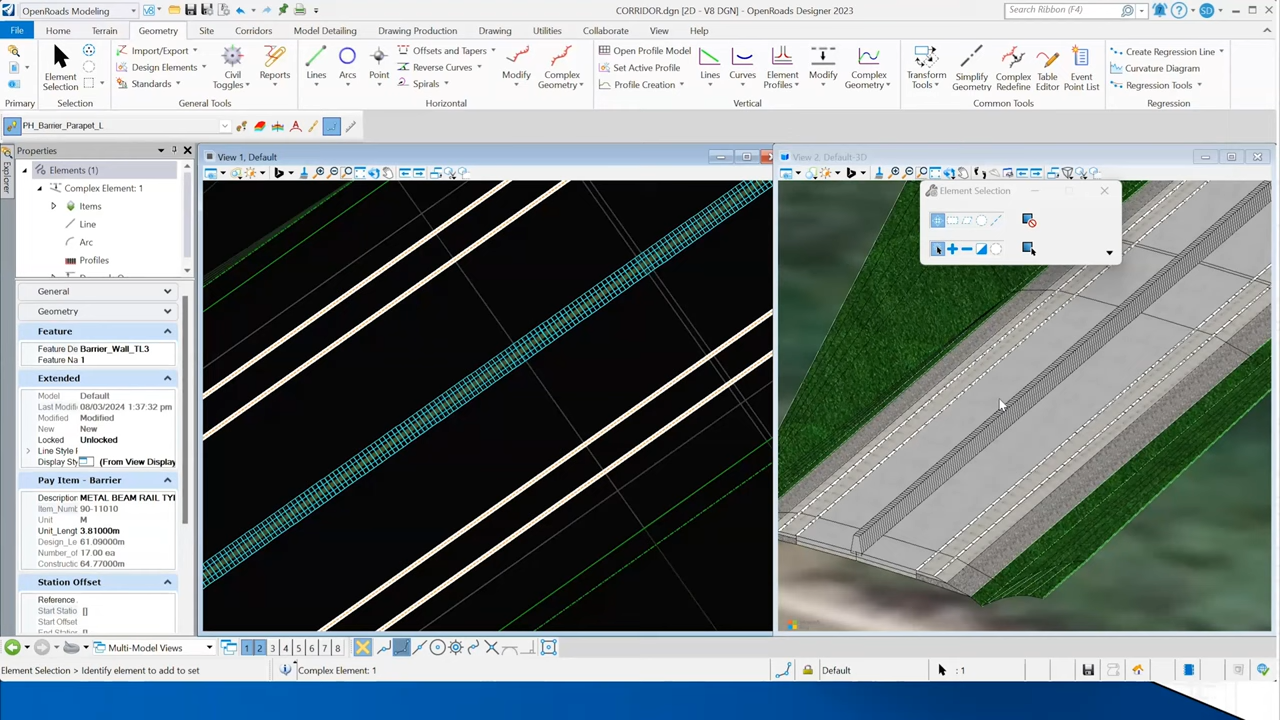 OpenRoads Modeling
CORRIDOR.dgn [2D - V8 DGN] - OpenRoads Designer 2023
Search Ribbon (F4)
SD
File Home Terrain Geometry Site Corridors Model Detailing Drawing Production Drawing Utilities Collaborate View Help
Primary
Element Selection
Selection
Import/Export
Design Elements
Standards
Civil Toggles
Reports
General Tools
Lines
Arcs
Point
Offsets and Tapers
Reverse Curves
Spirals
Modify
Complex Geometry
Horizontal
Open Profile Model
Set Active Profile
Profile Creation
Lines
Curves
Element Profiles
Modify
Complex Geometry
Vertical
Transform Tools
Simplify Geometry
Complex Redefine
Table Editor
Event Point List
Common Tools
Create Regression Line
Curvature Diagram
Regression Tools
Regression
PH_Barrier_Parapet_L
Explorer
Properties
Elements (1)
Complex Element: 1
Items
Line
Arc
Profiles
General
Geometry
Feature
Feature De Barrier_Wall_TL3
Feature Na 1
Extended
Model Default
Last Modifi 08/03/2024 1:37:32 pm
Modified Modified
New New
Locked Unlocked
Line Style F
Display Sty (From View Display
Pay Item - Barrier
Description METAL BEAM RAIL TYI
Item_Numb 90-11010
Unit M
Unit_Lengt 3.81000m
Design_Le 61.09000m
Number_of 17.00 ea
Constructic 64.77000m
Station Offset
Reference
Start Statio []
Start Offset
View 1, Default
View 2, Default-3D
Element Selection
Multi-Model Views
1 2 3 4 5 6 7 8
Element Selection > Identify element to add to set
Complex Element: 1
Default
: 1